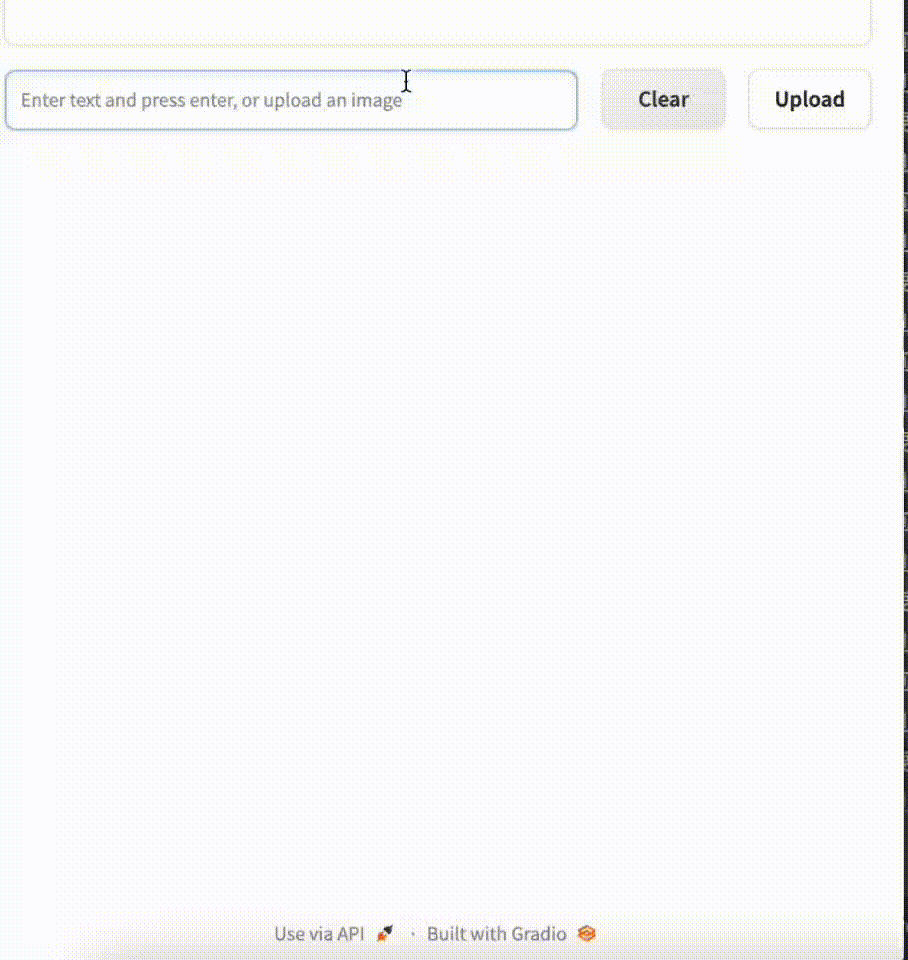 Enter text and press enter, or upload an image
Clear
Upload
Use via API · Built with Gradio